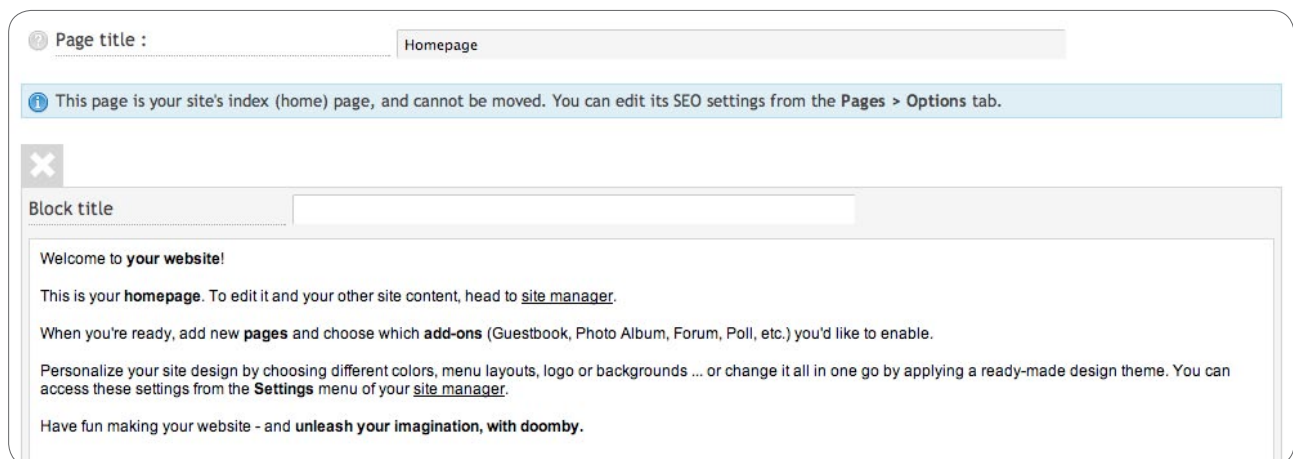 Page title :
Homepage
This page is your site's index (home) page, and cannot be moved. You can edit its SEO settings from the Pages > Options tab.
Block title
Welcome to your website!
This is your homepage. To edit it and your other site content, head to site manager.
When you're ready, add new pages and choose which add-ons (Guestbook, Photo Album, Forum, Poll, etc.) you'd like to enable.
Personalize your site design by choosing different colors, menu layouts, logo or backgrounds ... or change it all in one go by applying a ready-made design theme. You can
access these settings from the Settings menu of your site manager.
Have fun making your website - and unleash your imagination, with doomby.